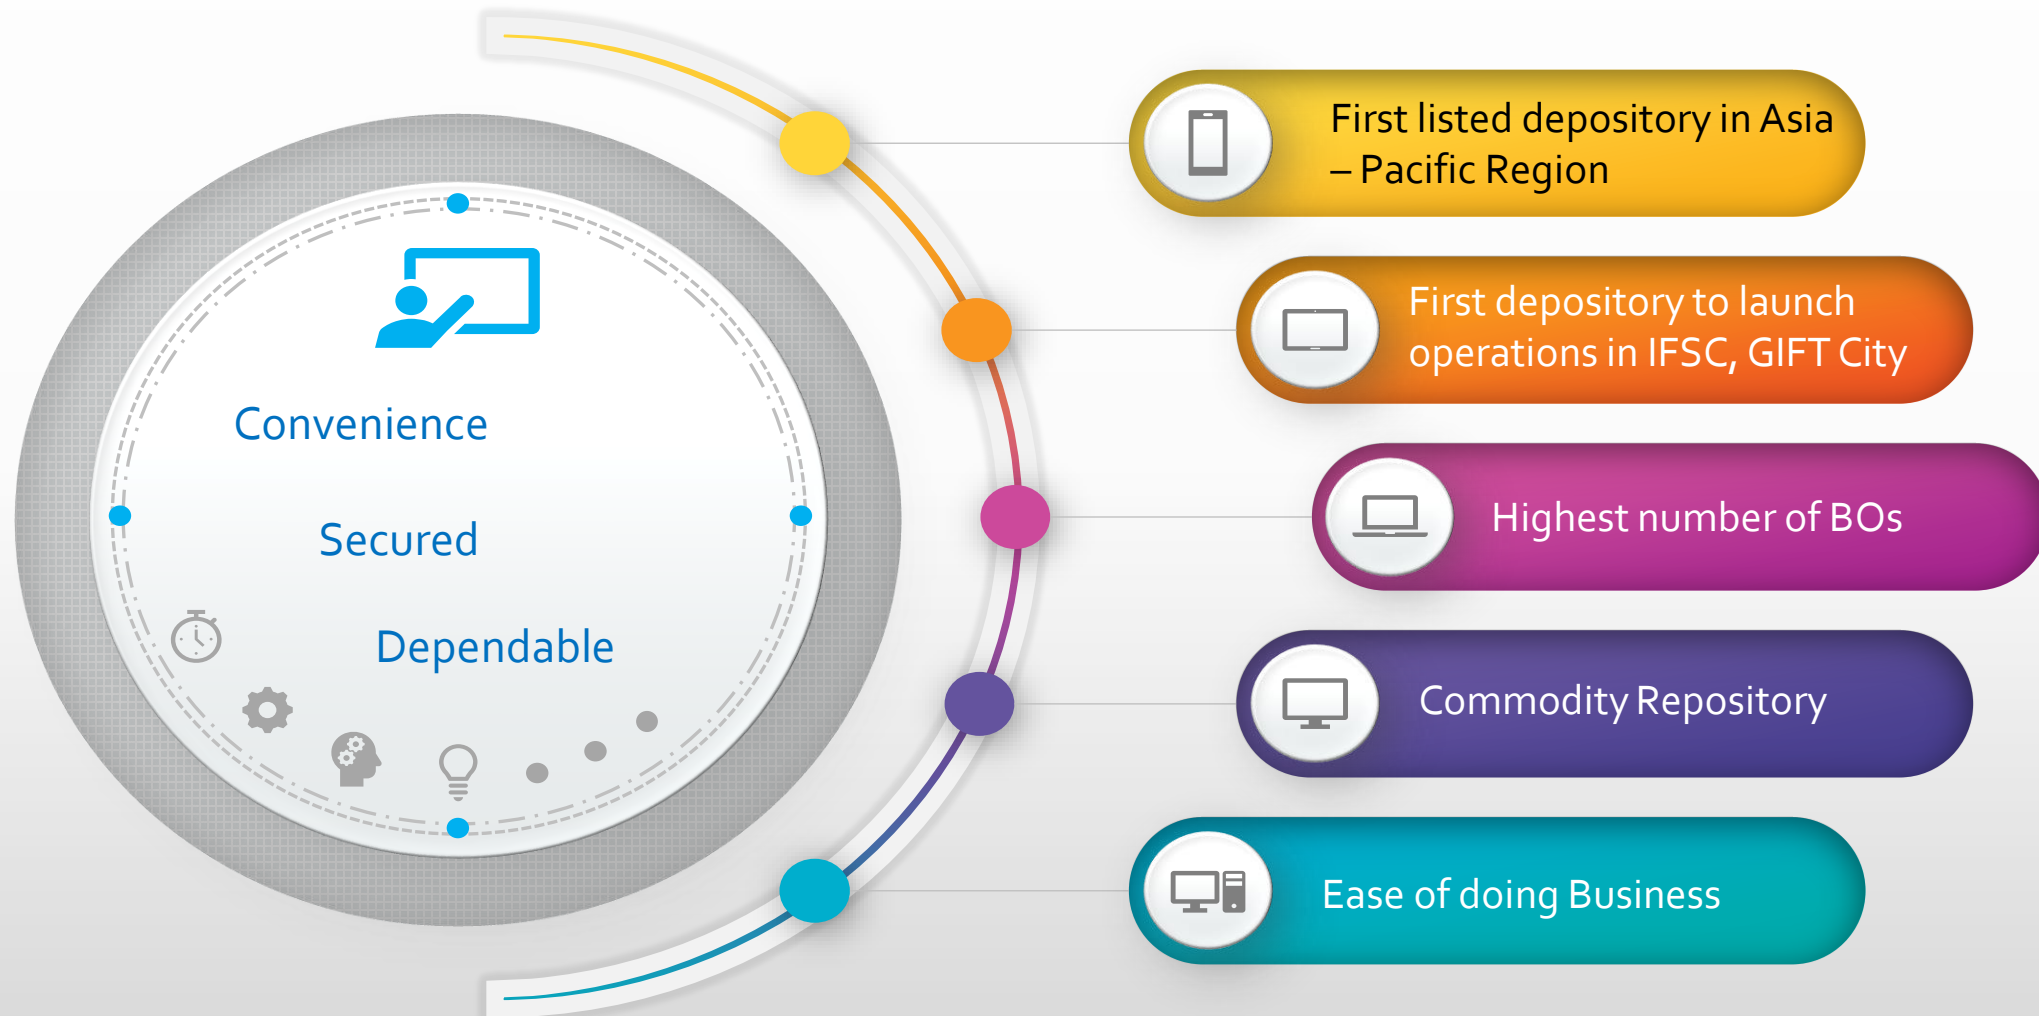 Convenience
Secured
Dependable
First listed depository in Asia
– Pacific Region
First depository to launch
operations in IFSC, GIFT City
Highest number of BOs
Commodity Repository
Ease of doing Business